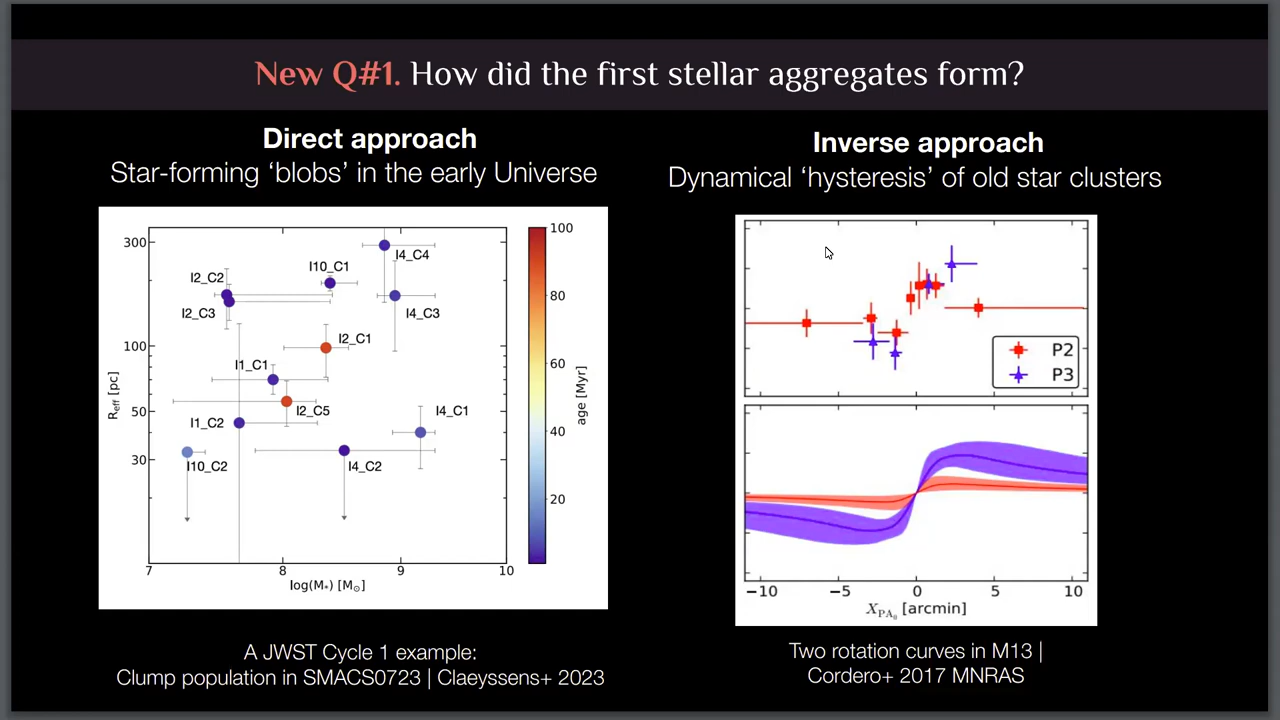 New Q#1. How did the first stellar aggregates form?
Direct approach
Star-forming ‘blobs’ in the early Universe
300
100
50
30
R_eff [pc]
7
8
9
10
log(M*) [M⊙]
I4_C4
I10_C1
I2_C2
I2_C3
I4_C3
I2_C1
I1_C1
I2_C5
I4_C1
I1_C2
I10_C2
I4_C2
100
80
60
40
20
age [Myr]
A JWST Cycle 1 example:
Clump population in SMACS0723 | Claeyssens+ 2023
Inverse approach
Dynamical ‘hysteresis’ of old star clusters
P2
P3
−10
−5
0
5
10
X_PA₀ [arcmin]
Two rotation curves in M13 |
Cordero+ 2017 MNRAS